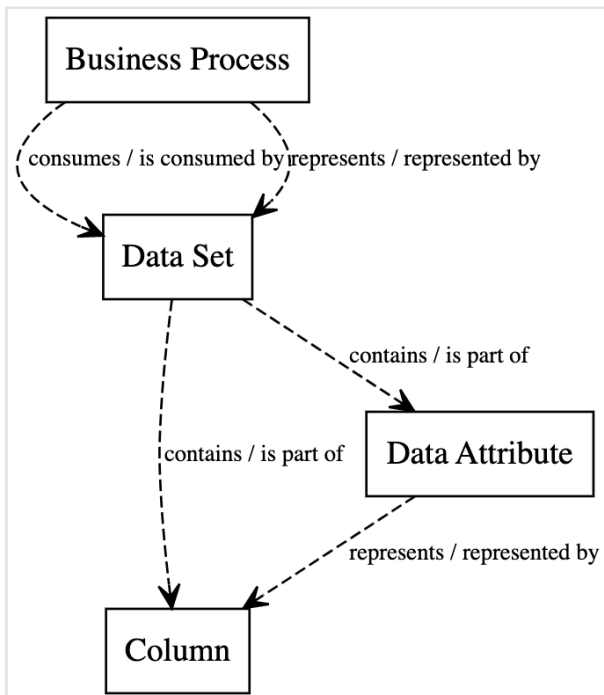 Business Process
consumes / is consumed by
represents / represented by
Data Set
contains / is part of
Data Attribute
contains / is part of
represents / represented by
Column